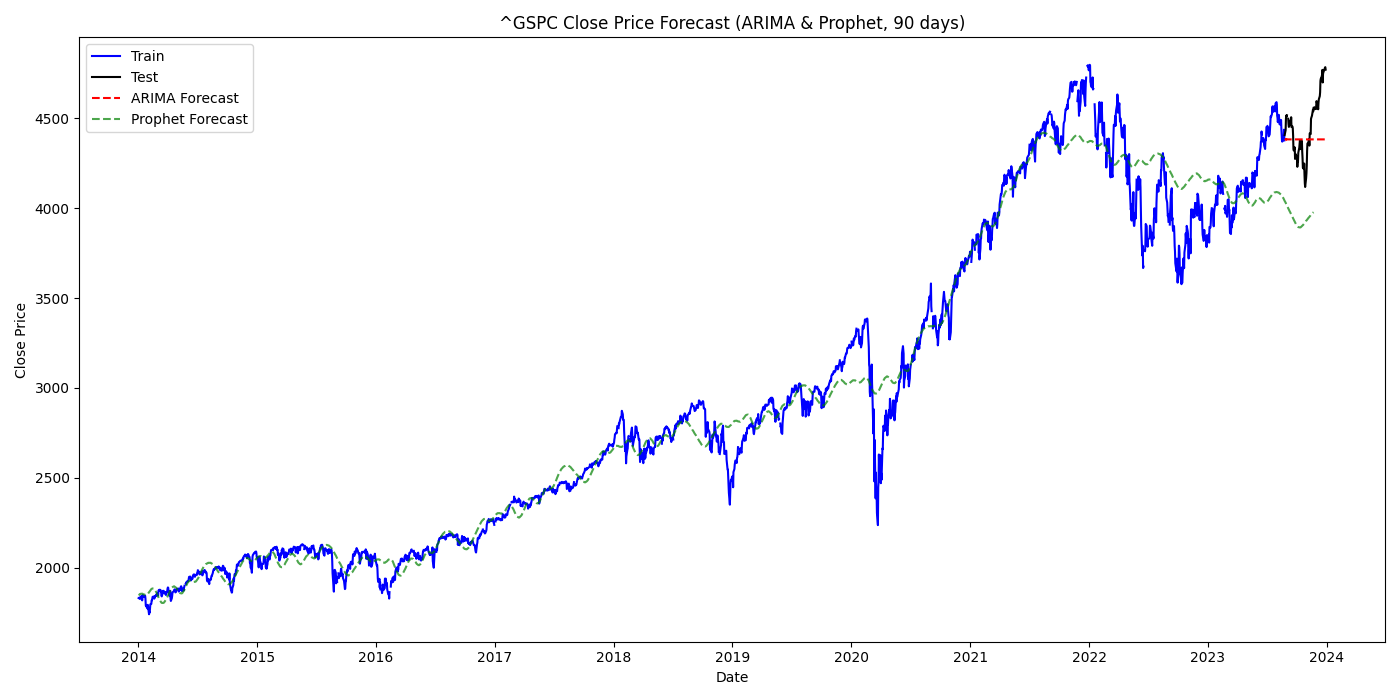 ^GSPC Close Price Forecast (ARIMA & Prophet, 90 days)
Train
Test
ARIMA Forecast
Prophet Forecast
4500
4000
3500
3000
2500
2000
Close Price
2014 2015 2016 2017 2018 2019 2020 2021 2022 2023 2024
Date